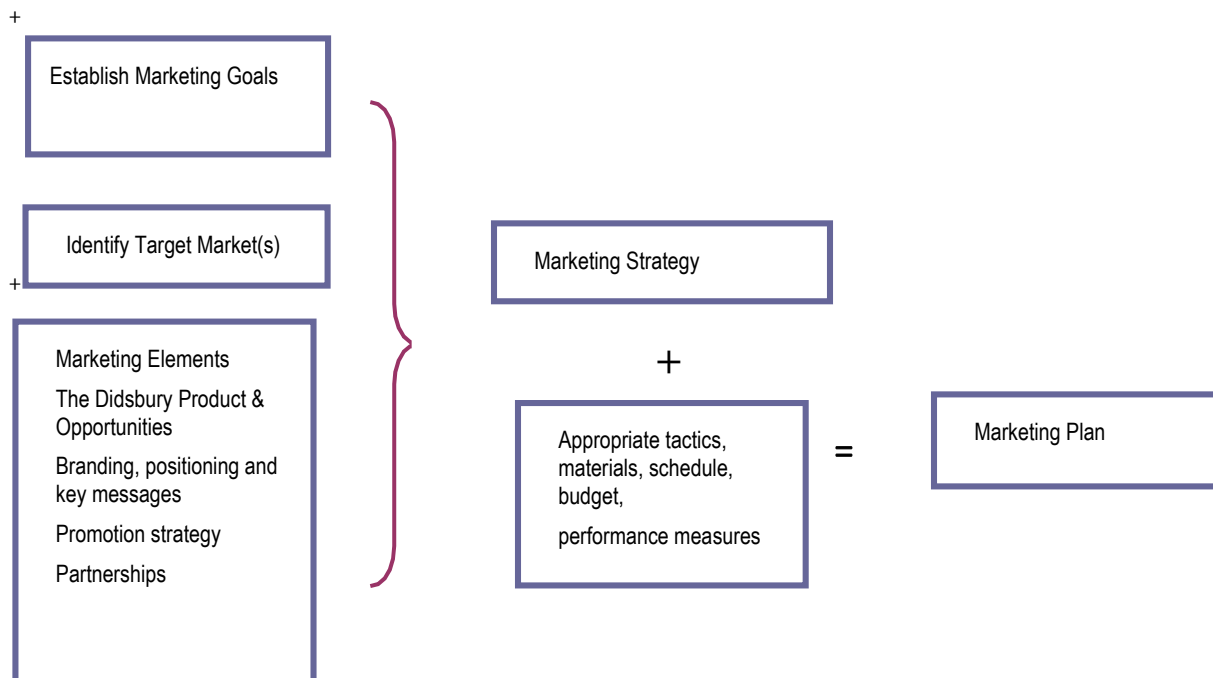 +
Establish Marketing Goals
Identify Target Market(s)
+
Marketing Elements
The Didsbury Product &
Opportunities
Branding, positioning and
key messages
Promotion strategy
Partnerships
Marketing Strategy
+
Appropriate tactics,
materials, schedule,
budget,
performance measures
=
Marketing Plan